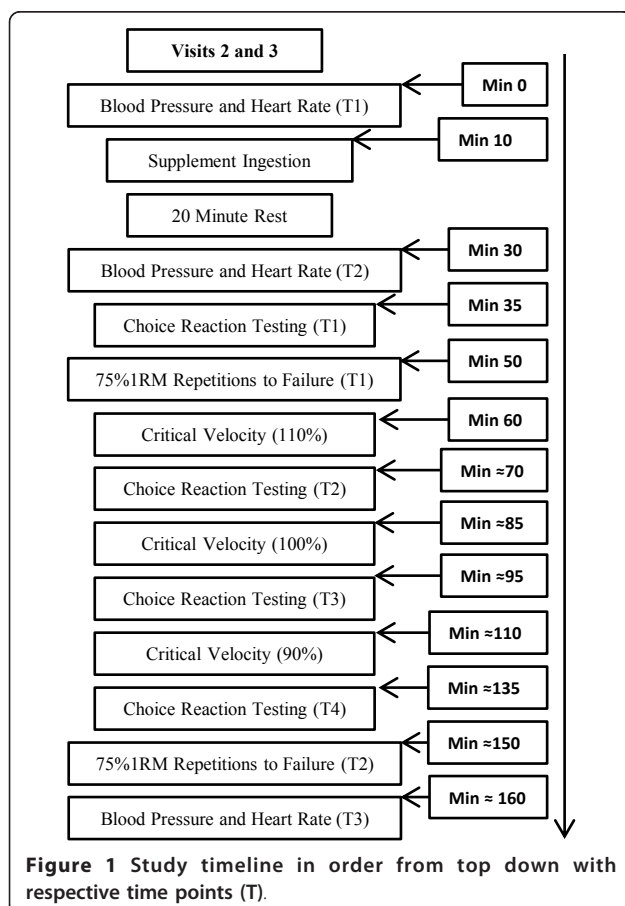 Visits 2 and 3
Min 0
Blood Pressure and Heart Rate (T1)
Min 10
Supplement Ingestion
20 Minute Rest
Min 30
Blood Pressure and Heart Rate (T2)
Min 35
Choice Reaction Testing (T1)
Min 50
75%1RM Repetitions to Failure (T1)
Min 60
Critical Velocity (110%)
Min ≈70
Choice Reaction Testing (T2)
Min ≈85
Critical Velocity (100%)
Min ≈95
Choice Reaction Testing (T3)
Min ≈110
Critical Velocity (90%)
Min ≈135
Choice Reaction Testing (T4)
Min ≈150
75%1RM Repetitions to Failure (T2)
Min ≈ 160
Blood Pressure and Heart Rate (T3)
Figure 1 Study timeline in order from top down with
respective time points (T).